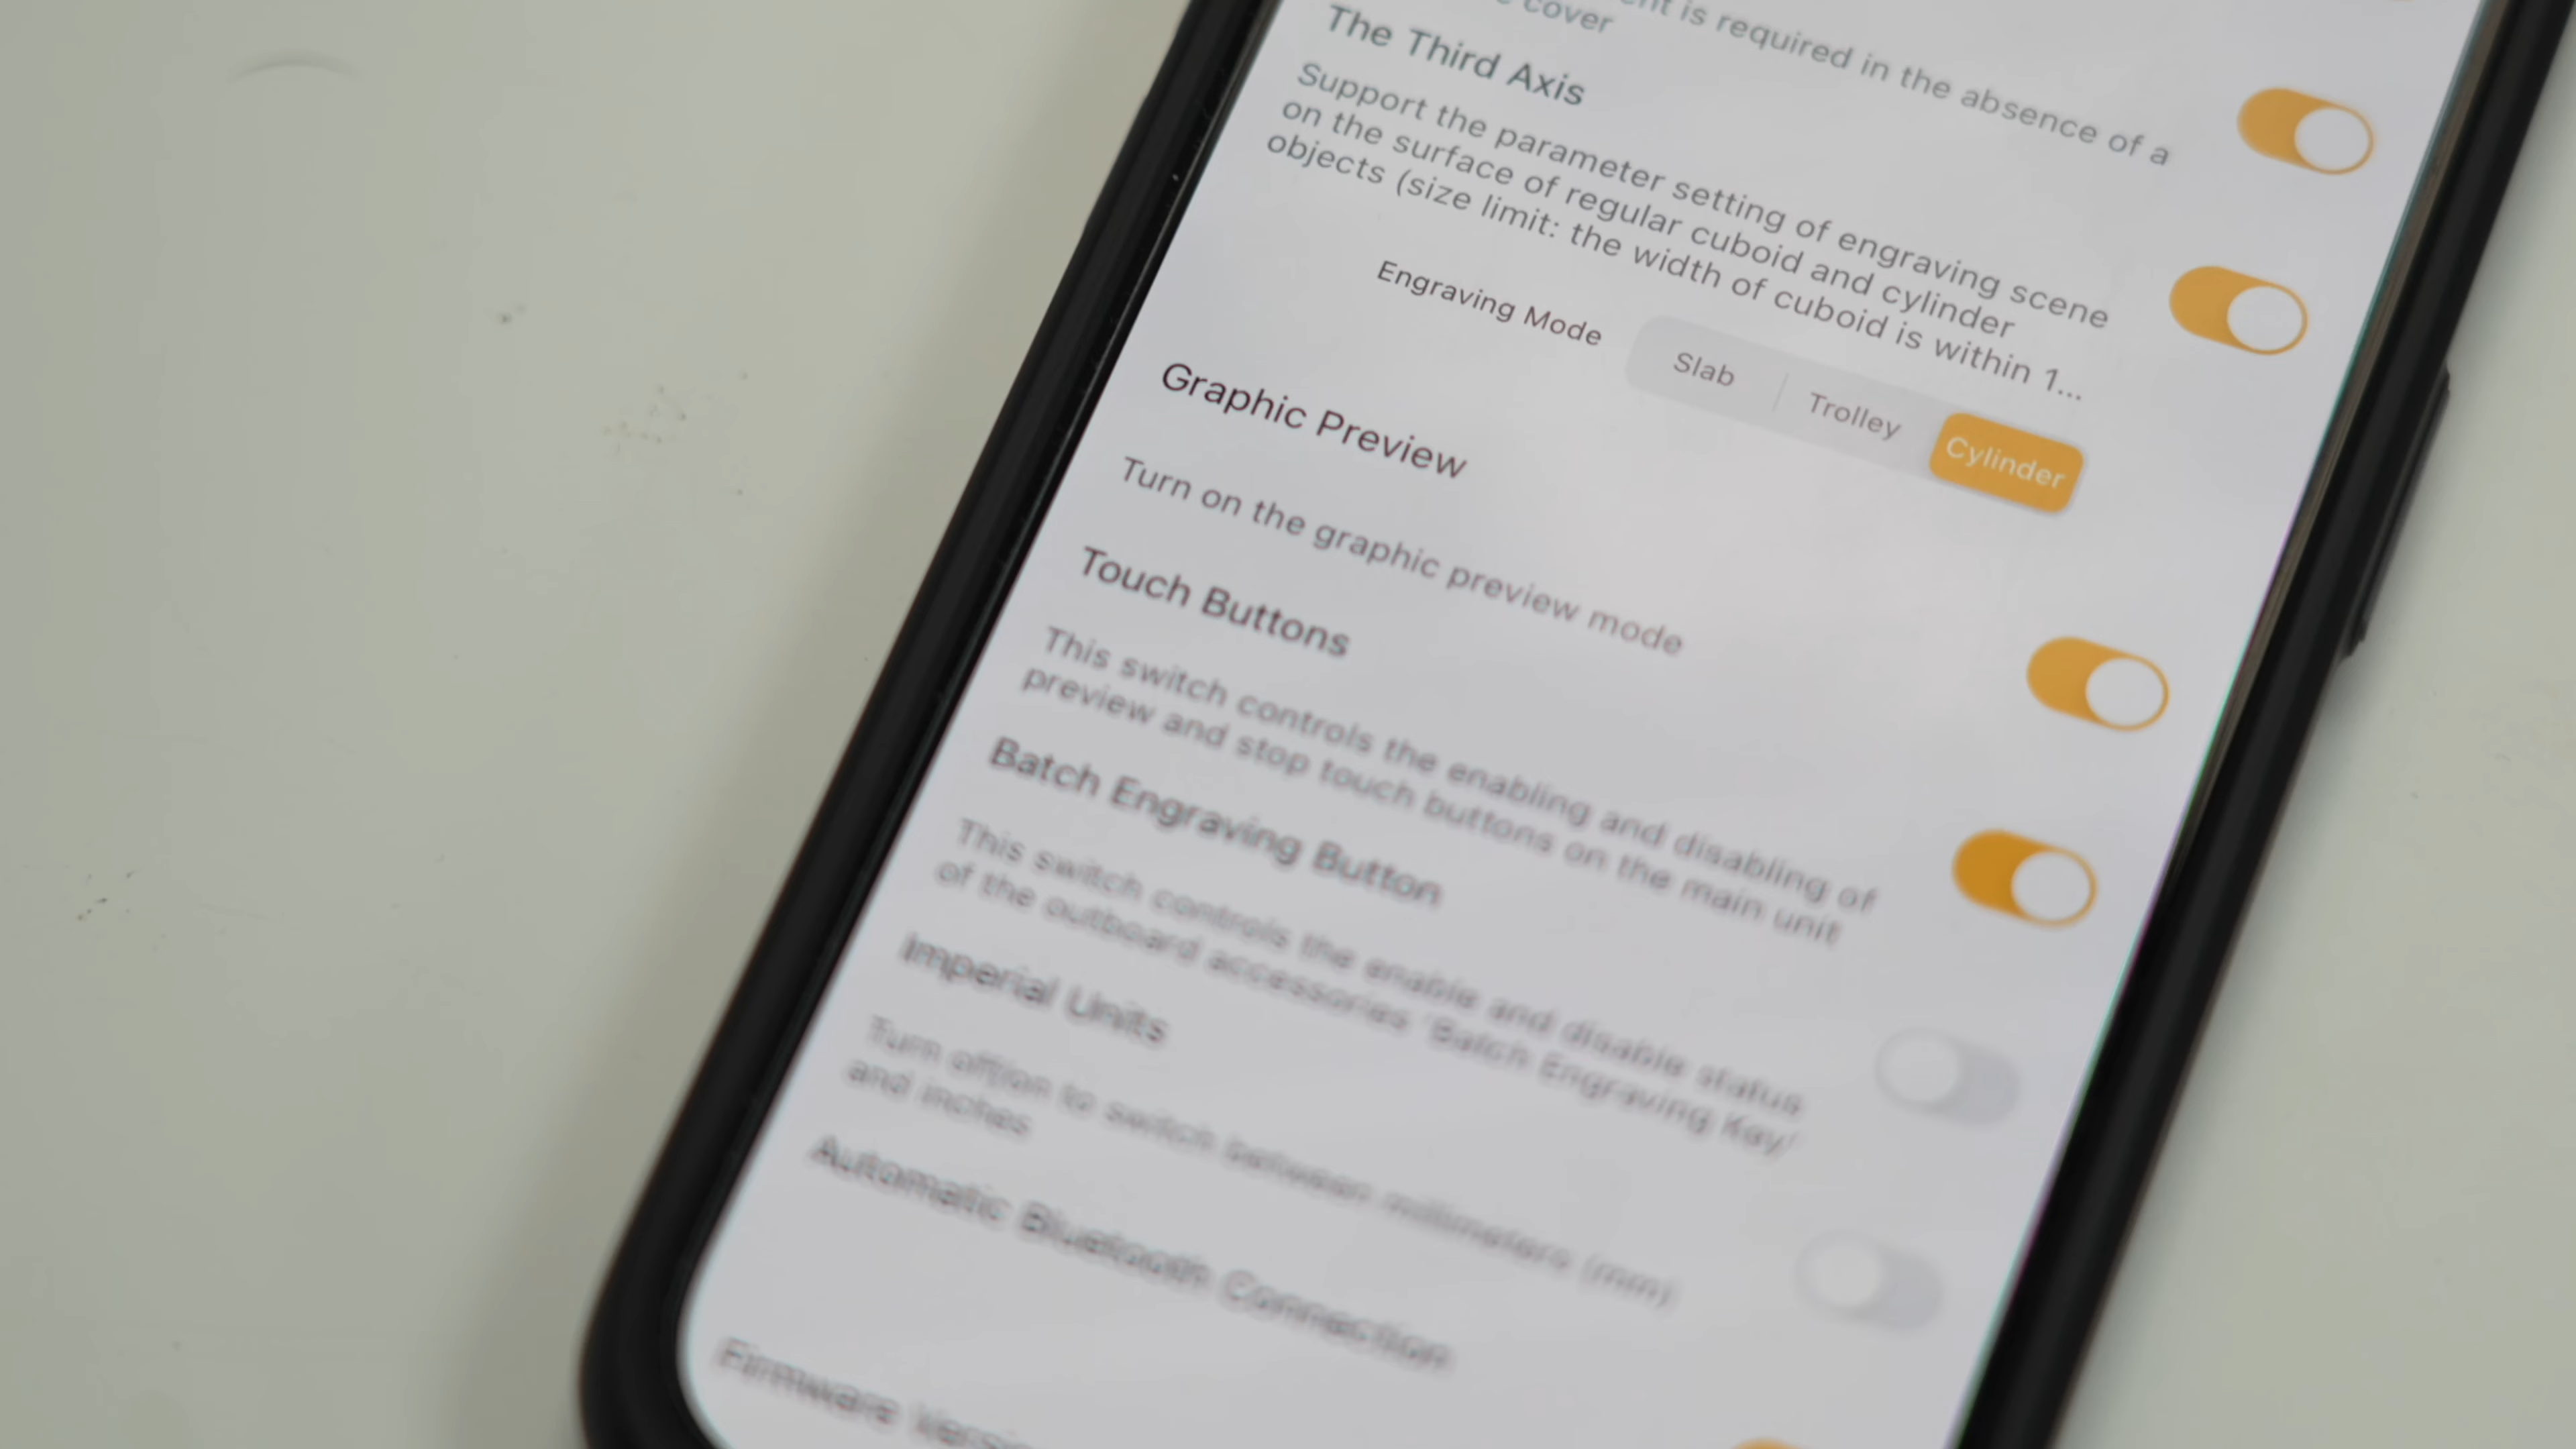 nt is required in the absence of a
cover
The Third Axis
Support the parameter setting of engraving scene
on the surface of regular cuboid and cylinder
objects (size limit: the width of cuboid is within 1...
Engraving Mode
Slab
Trolley
Cylinder
Graphic Preview
Turn on the graphic preview mode
Touch Buttons
This switch controls the enabling and disabling of
preview and stop touch buttons on the main unit
Batch Engraving Button
This switch controls the enable and disable status
of the outboard accessories 'Batch Engraving Key'
Imperial Units
Turn offon to switch between millimeters (mm)
and inches
Automatic Bluetooth Connection
Firmware Versio